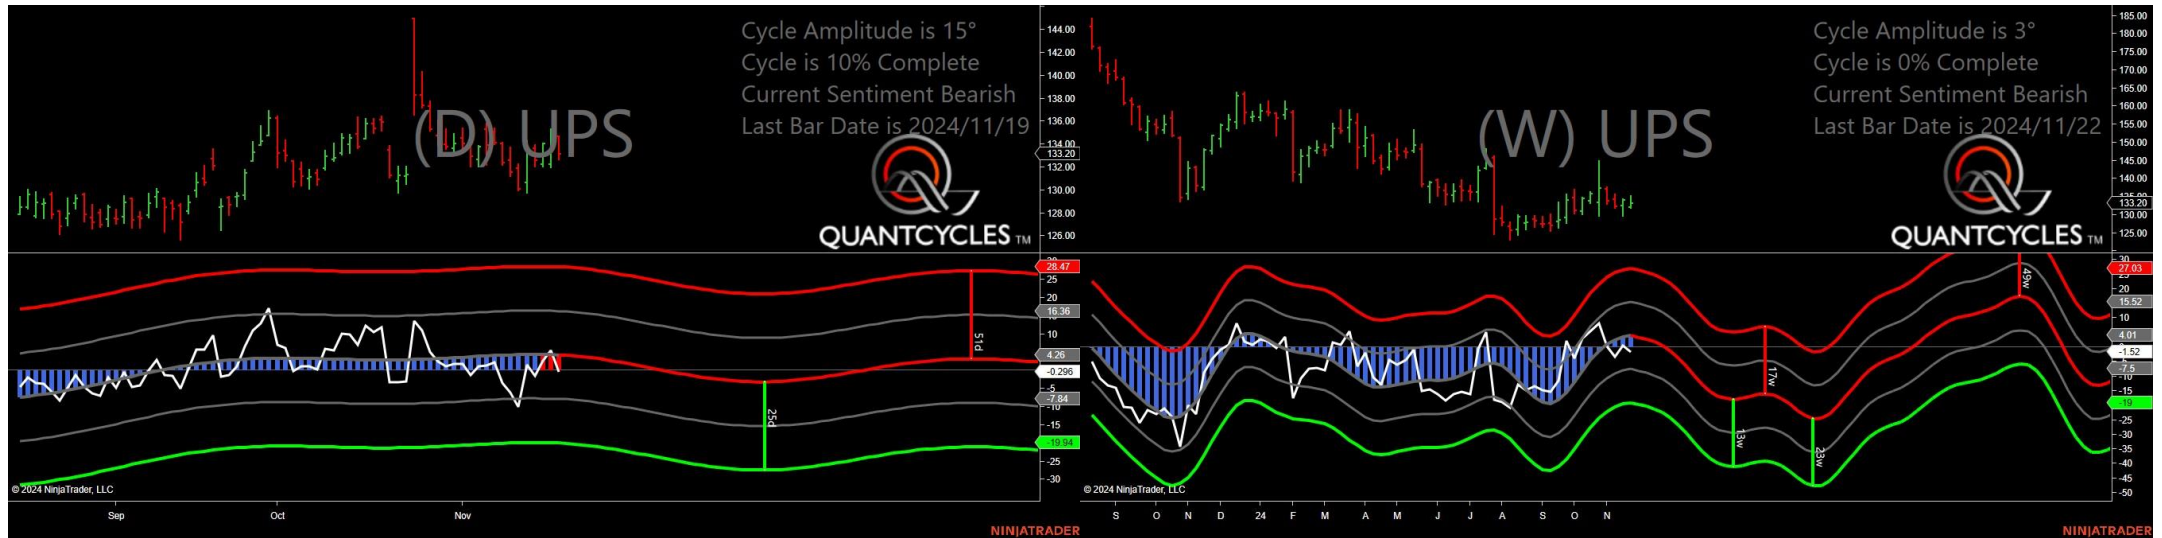 Cycle Amplitude is 15°
Cycle is 10% Complete
Current Sentiment Bearish
Last Bar Date is 2024/11/19
(D) UPS
QUANTCYCLES TM
144.00
142.00
140.00
138.00
136.00
134.00
133.20
132.00
130.00
128.00
126.00
28.47
25
20
16.36
10
4.26
-0.296
-5
-7.84
-10
-19.94
-25
-30
51d
25d
© 2024 NinjaTrader, LLC
Sep Oct Nov
NINJATRADER
Cycle Amplitude is 3°
Cycle is 0% Complete
Current Sentiment Bearish
Last Bar Date is 2024/11/22
(W) UPS
QUANTCYCLES TM
185.00
180.00
175.00
170.00
165.00
160.00
155.00
150.00
145.00
140.00
135.00
133.20
130.00
125.00
30
27.03
25
20
15.52
10
4.01
-1.52
-7.5
-10
-15
-19
-25
-30
-35
-40
-45
-50
49w
17w
13w
23w
© 2024 NinjaTrader, LLC
S O N D 24 F M A M J J A S O N
NINJATRADER